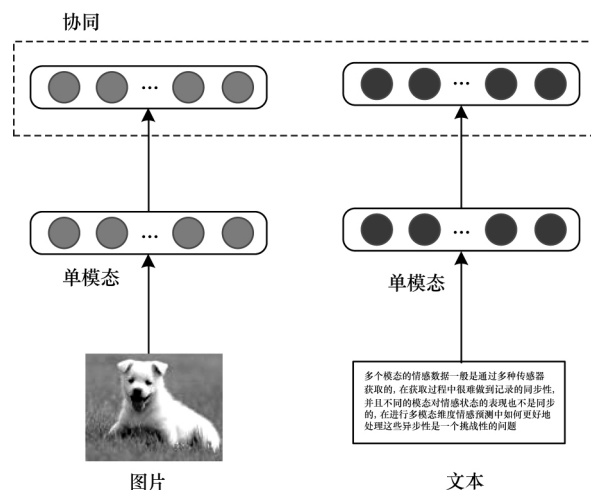 协同
...
...
...
...
单模态
单模态
多个模态的情感数据一般是通过多种传感器
获取的, 在获取过程中很难做到记录的同步性,
并且不同的模态对情感状态的表现也不是同步
的, 在进行多模态维度情感预测中如何更好地
处理这些异步性是一个挑战性的问题
图片
文本